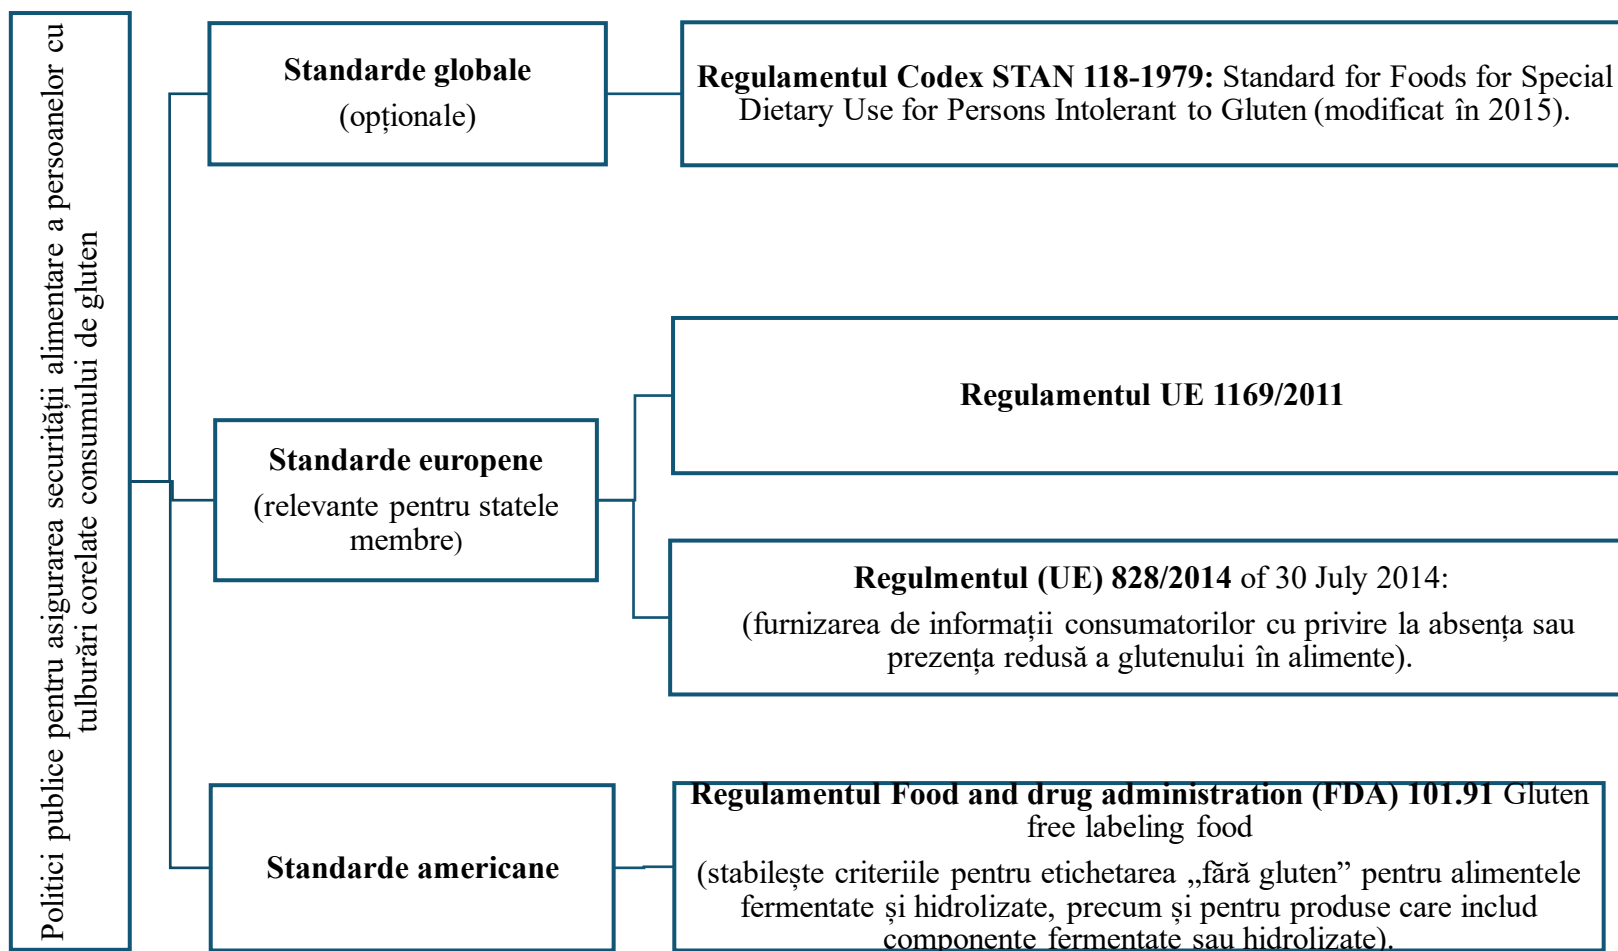 Politici publice pentru asigurarea securității alimentare a persoanelor cu
tulburări corelate consumului de gluten
Standarde globale
(opționale)
Regulamentul Codex STAN 118-1979: Standard for Foods for Special
Dietary Use for Persons Intolerant to Gluten (modificat în 2015).
Standarde europene
(relevante pentru statele
membre)
Regulamentul UE 1169/2011
Regulmentul (UE) 828/2014 of 30 July 2014:
(furnizarea de informații consumatorilor cu privire la absența sau
prezența redusă a glutenului în alimente).
Standarde americane
Regulamentul Food and drug administration (FDA) 101.91 Gluten
free labeling food
(stabilește criteriile pentru etichetarea „fără gluten” pentru alimentele
fermentate și hidrolizate, precum și pentru produse care includ
componente fermentate sau hidrolizate).